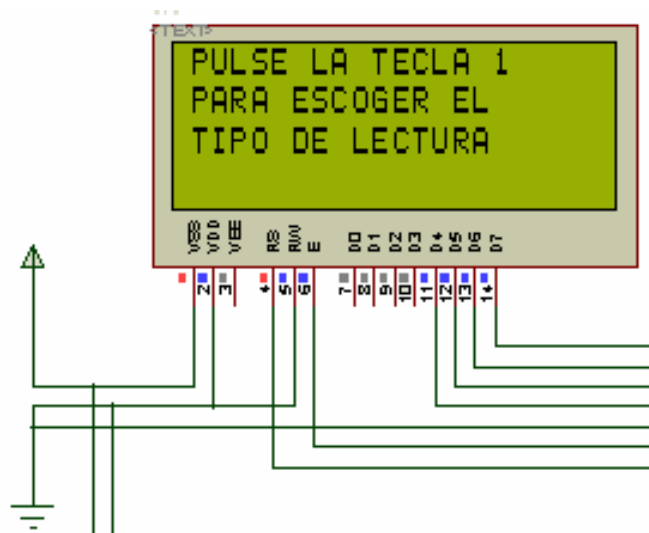 <TEXT>
PULSE LA TECLA 1
PARA ESCOGER EL
TIPO DE LECTURA
VSS VDD VEE RS RW E D0 D1 D2 D3 D4 D5 D6 D7
2 3 4 5 6 7 8 9 10 11 12 13 14